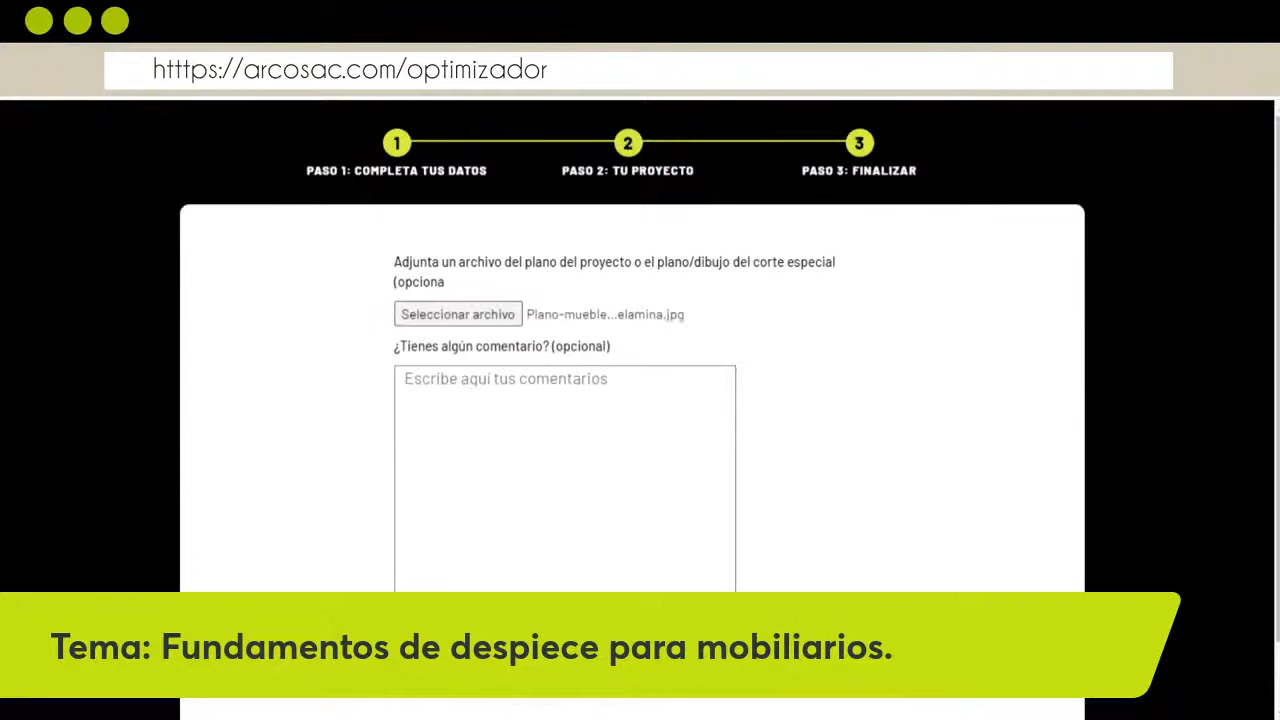 htttps://arcosac.com/optimizador
1
2
3
PASO 1: COMPLETA TUS DATOS
PASO 2: TU PROYECTO
PASO 3: FINALIZAR
Adjunta un archivo del plano del proyecto o el plano/dibujo del corte especial
(opciona
Seleccionar archivo Plano-mueble...elamina.jpg
¿Tienes algún comentario? (opcional)
Escribe aquí tus comentarios
Tema: Fundamentos de despiece para mobiliarios.